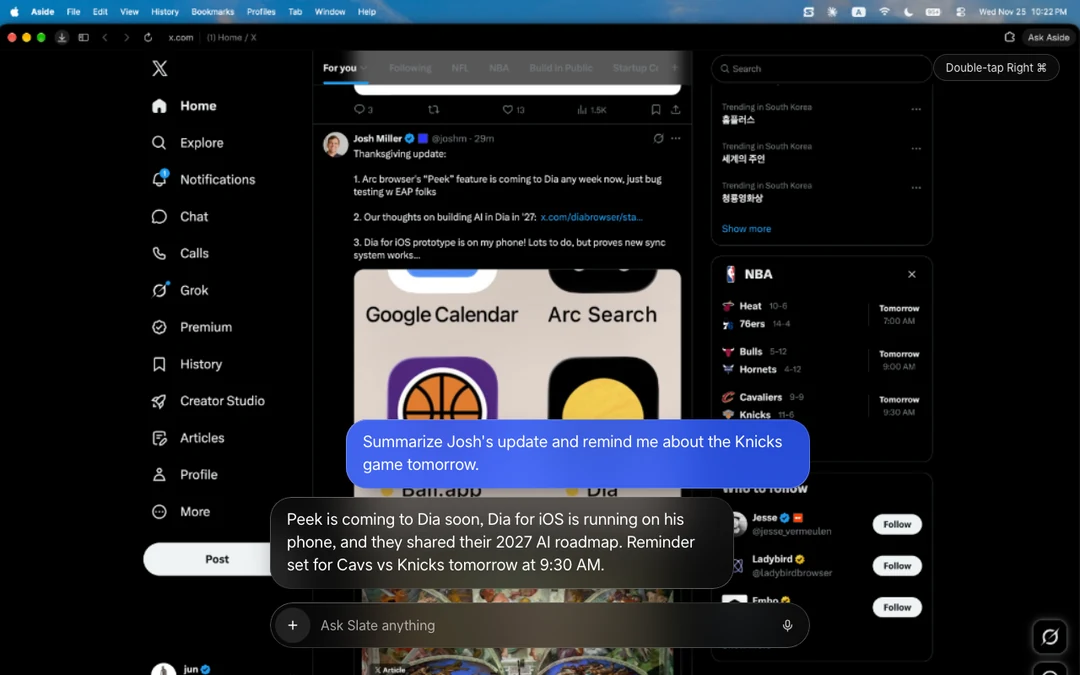 Aside File Edit View History Bookmarks Profiles Tab Window Help
A
Wed Nov 25 10:22 PM
x.com (1) Home / X
Ask Aside
Double-tap Right ⌘
Home
Explore
1
Notifications
Chat
Calls
Grok
Premium
History
Creator Studio
Articles
Profile
More
Post
jun
For you Following NFL NBA Build in Public
3 13 1.5K
Josh Miller @joshm · 29m
Thanksgiving update:
1. Arc browser's “Peek” feature is coming to Dia any week now, just bug
testing w EAP folks
2. Our thoughts on building AI in Dia in '27: x.com/diabrowser/sta...
3. Dia for iOS prototype is on my phone! Lots to do, but proves new sync
system works...
Google Calendar Arc Search
Ball.app Dia
Summarize Josh's update and remind me about the Knicks
game tomorrow.
Peek is coming to Dia soon, Dia for iOS is running on his
phone, and they shared their 2027 AI roadmap. Reminder
set for Cavs vs Knicks tomorrow at 9:30 AM.
Ask Slate anything
Article
Search
Trending in South Korea
홈플러스
Trending in South Korea
세계의 주인
Trending in South Korea
청룡영화상
Show more
NBA
Heat 10-6
76ers 14-4
Tomorrow
7:00 AM
Bulls 5-12
Hornets 4-12
Tomorrow
9:00 AM
Cavaliers 9-9
Knicks 11-6
Tomorrow
9:30 AM
Who to follow
Jesse
@jesse_vermeulen
Follow
Ladybird
@ladybirdbrowser
Follow
Embo
Follow